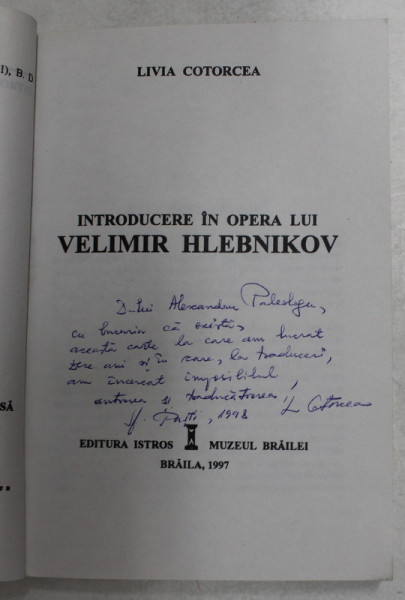 I), B. D
LIVIA COTORCEA
INTRODUCERE ÎN OPERA LUI
VELIMIR HLEBNIKOV
D-lui Alexandru Paleologu,
cu bucuria că există
această carte la care am lucrat
ani și în care, la traduceri,
am încercat imposibilul,
autoarea și traducătoarea, L Cotorcea
1998
SĂ
EDITURA ISTROS MUZEUL BRĂILEI
BRĂILA, 1997
..